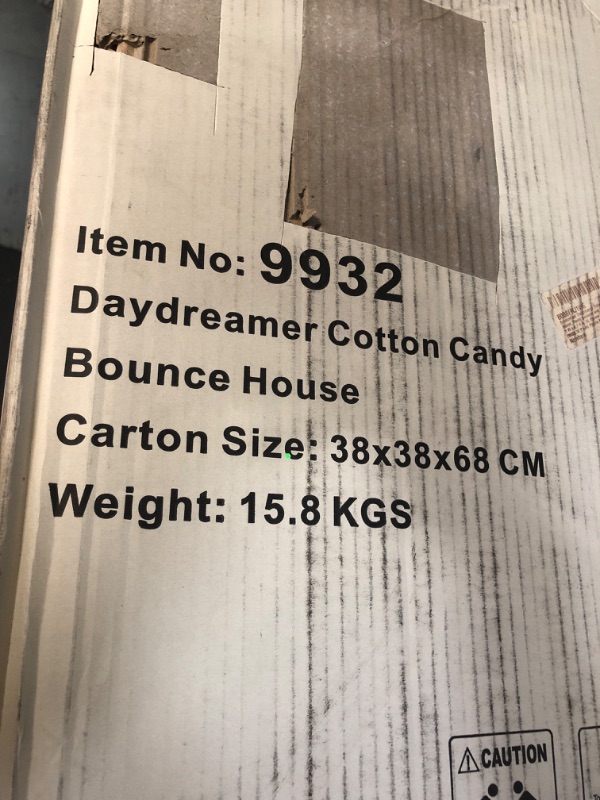 Item No: 9932
Daydreamer Cotton Candy
Bounce House
Carton Size: 38x38x68 CM
Weight: 15.8 KGS
CAUTION